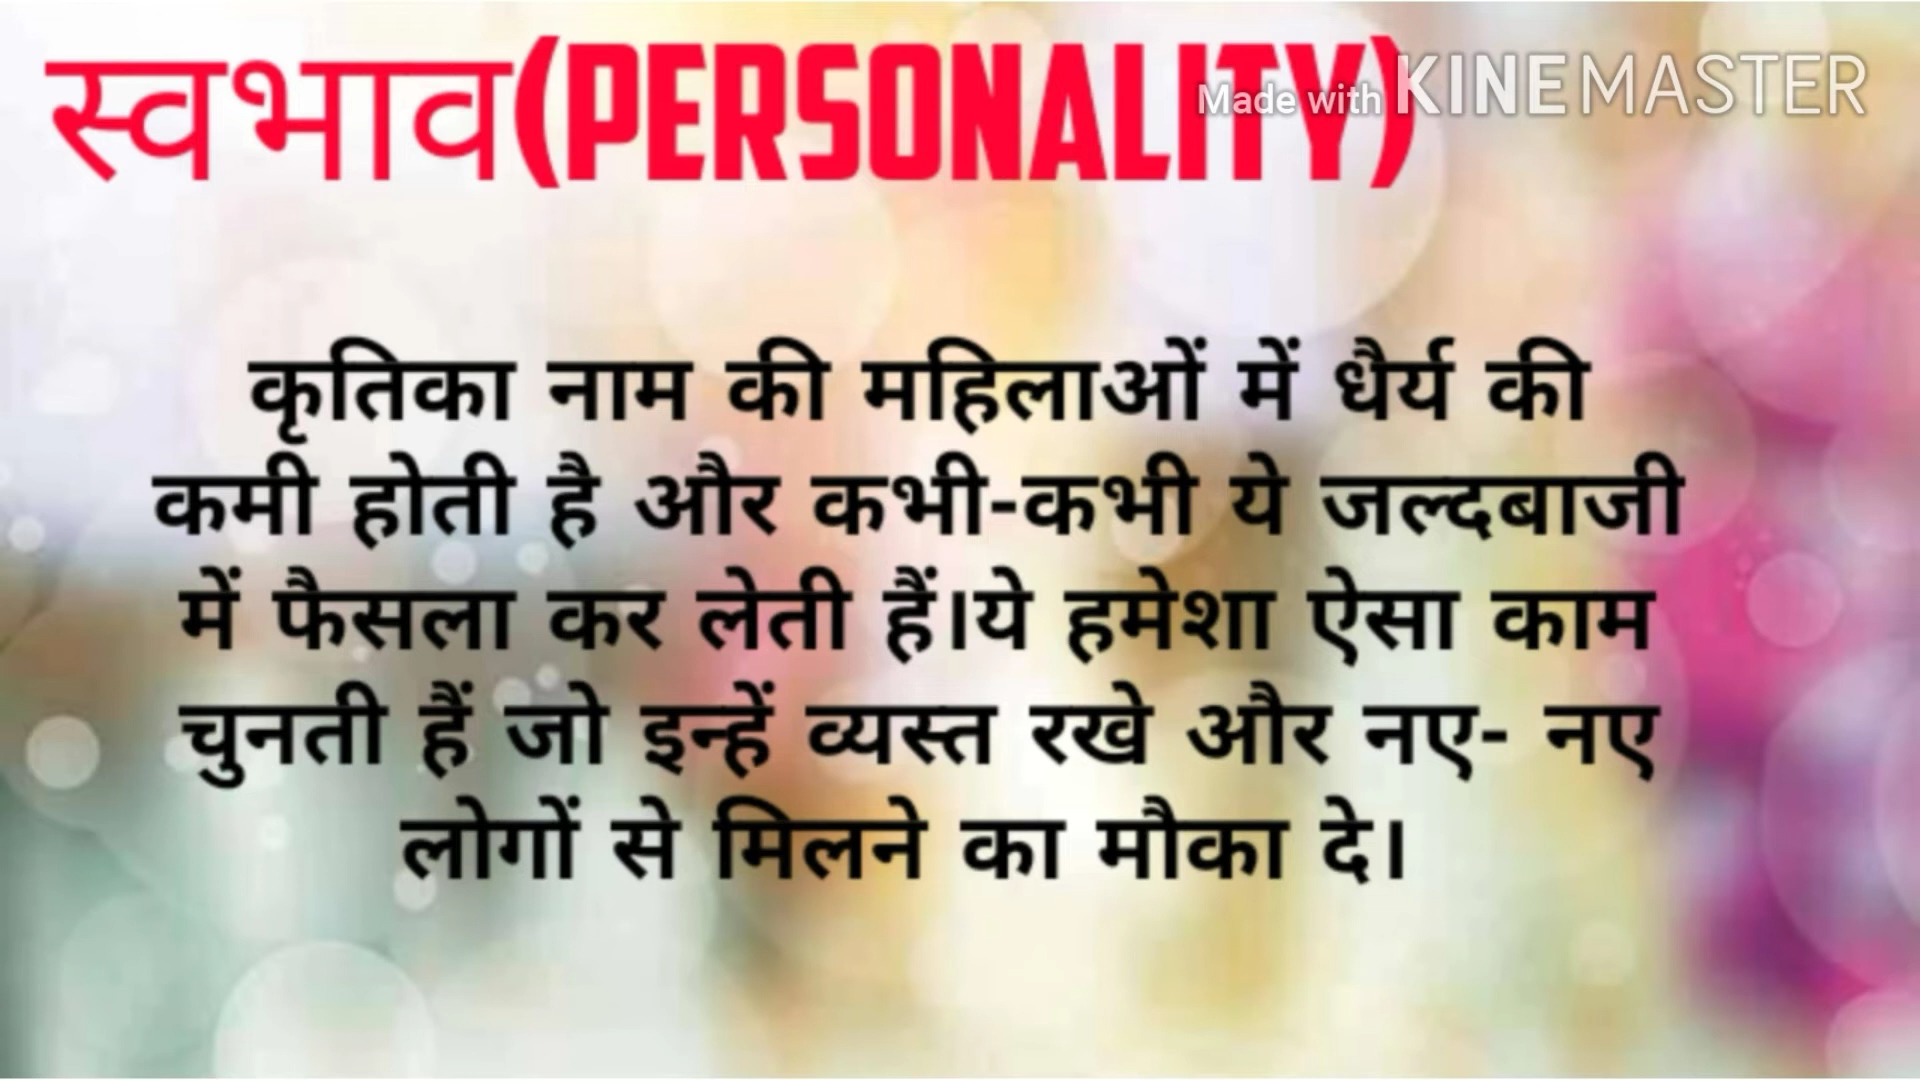 स्वभाव(PERSONALITY)
Made with KINEMASTER
कृतिका नाम की महिलाओं में धैर्य की
कमी होती है और कभी-कभी ये जल्दबाजी
में फैसला कर लेती हैं।ये हमेशा ऐसा काम
चुनती हैं जो इन्हें व्यस्त रखे और नए- नए
लोगों से मिलने का मौका दे।